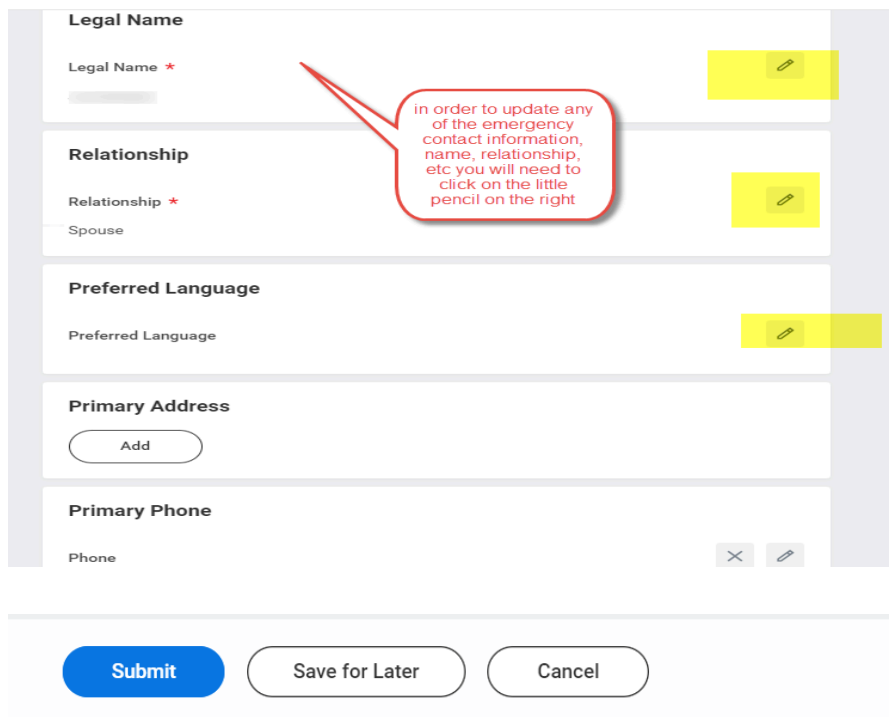 Legal Name
Legal Name *
in order to update any
of the emergency
contact information,
name, relationship,
etc you will need to
click on the little
pencil on the right
Relationship
Relationship *
Spouse
Preferred Language
Preferred Language
Primary Address
Add
Primary Phone
Phone
Submit Save for Later Cancel